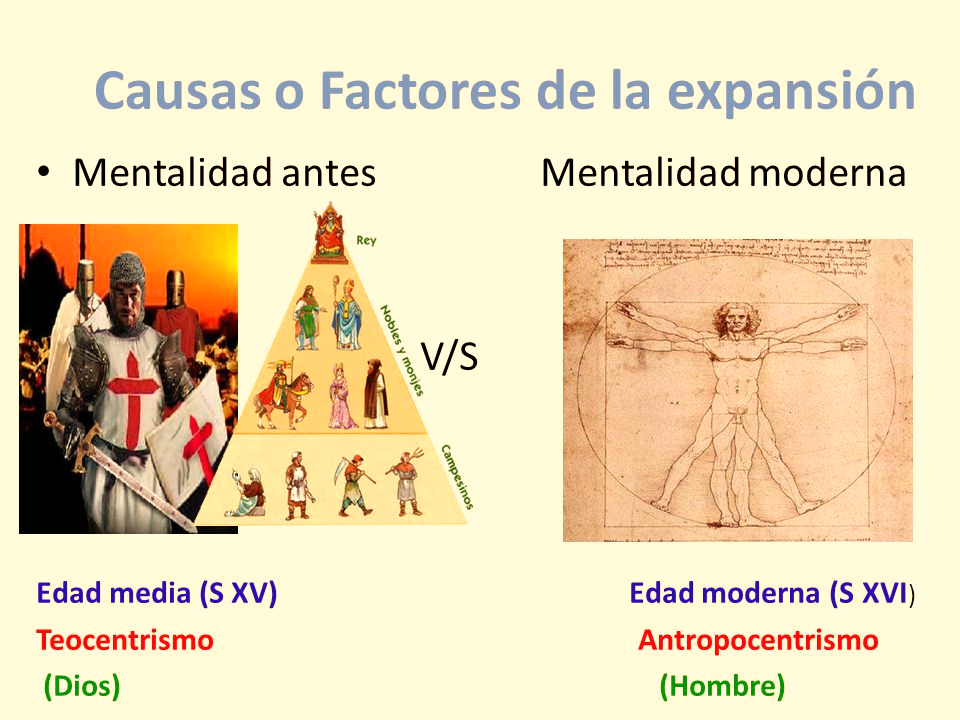 Causas o Factores de la expansión
• Mentalidad antes Mentalidad moderna
Rey
Nobles y monjes
V/S
Campesinos
Edad media (S XV) Edad moderna (S XVI)
Teocentrismo Antropocentrismo
(Dios) (Hombre)